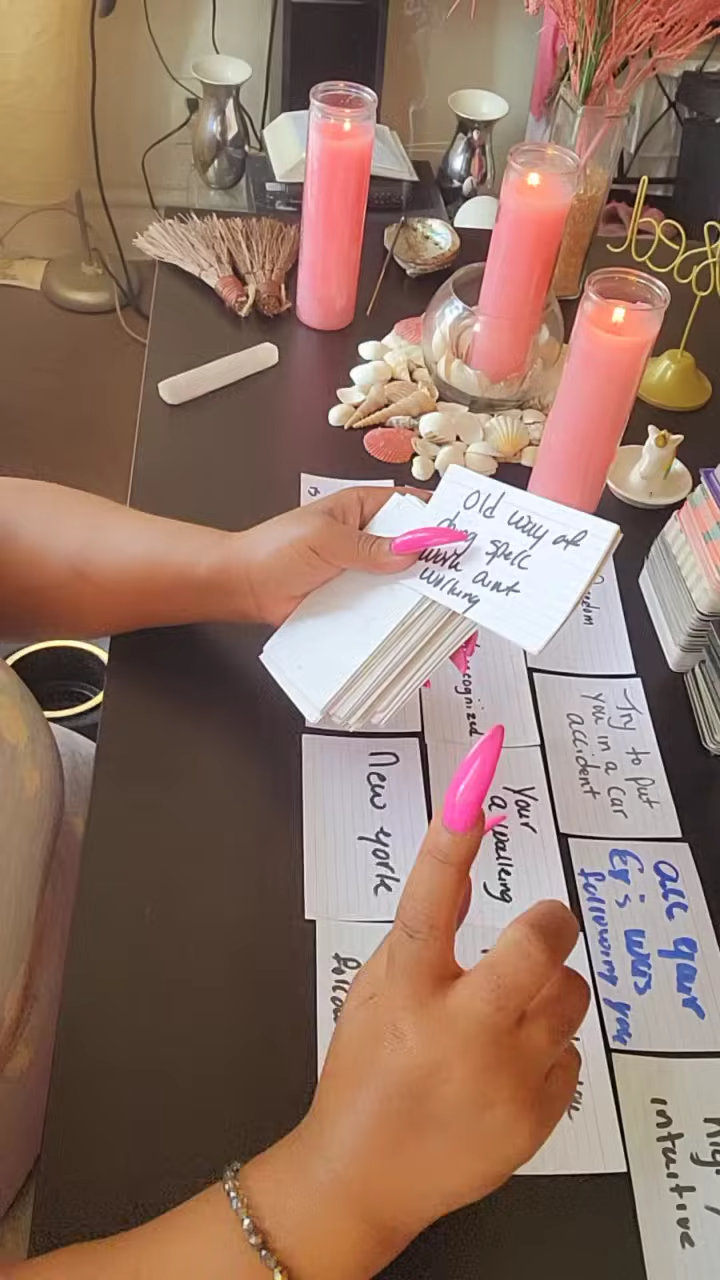 Old way of
doing spell
work aint
working
recognized
Try to put
you in a car
accident
New york
Your
a walking
all your
Ex's was
following you
intuitive